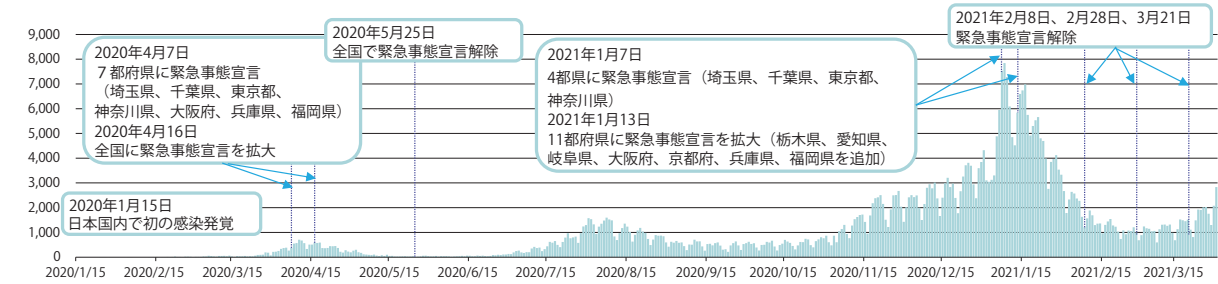 2021年2月8日、2月28日、3月21日
緊急事態宣言解除
2020年5月25日
全国で緊急事態宣言解除
2020年4月7日
７都府県に緊急事態宣言
（埼玉県、千葉県、東京都、
神奈川県、大阪府、兵庫県、福岡県）
2020年4月16日
全国に緊急事態宣言を拡大
2021年1月7日
4都県に緊急事態宣言（埼玉県、千葉県、東京都、
神奈川県）
2021年1月13日
11都府県に緊急事態宣言を拡大（栃木県、愛知県、
岐阜県、大阪府、京都府、兵庫県、福岡県を追加）
2020年1月15日
日本国内で初の感染発覚
9,000
8,000
7,000
6,000
5,000
4,000
3,000
2,000
1,000
0
2020/1/15 2020/2/15 2020/3/15 2020/4/15 2020/5/15 2020/6/15 2020/7/15 2020/8/15 2020/9/15 2020/10/15 2020/11/15 2020/12/15 2021/1/15 2021/2/15 2021/3/15